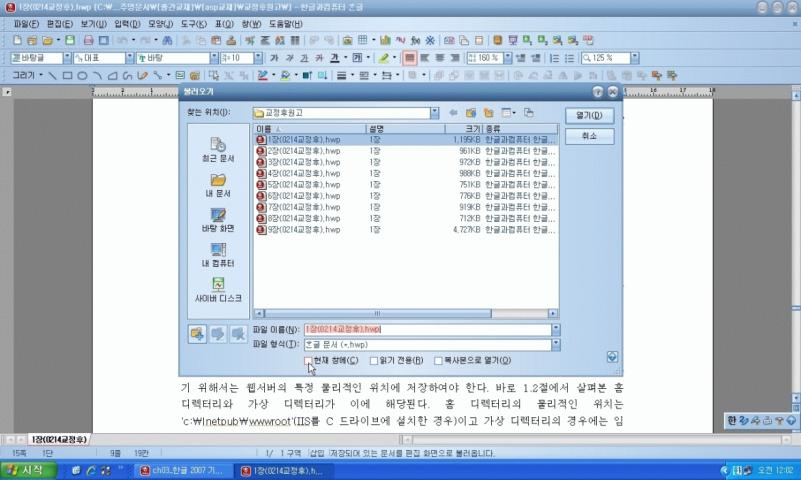 1장(0214교정후).hwp [C:\...주영문서\[출간교재]\[asp교재]\교정후원고\] - 한글과컴퓨터 한글
파일(F) 편집(E) 보기(U) 입력(D) 모양(J) 도구(K) 표(Q) 창(W) 도움말(H)
바탕글 대표 바탕 10 가 가 가 가 가 160 % 125 %
그리기
불러오기
찾는 위치(I): 교정후원고 열기(D)
이름 설명 크기 종류 취소
1장(0214교정후).hwp 1장 1,195KB 한글과컴퓨터 한글...
2장(0214교정후).hwp 1장 961KB 한글과컴퓨터 한글...
3장(0214교정후).hwp 1장 972KB 한글과컴퓨터 한글...
4장(0214교정후).hwp 1장 988KB 한글과컴퓨터 한글...
5장(0214교정후).hwp 1장 751KB 한글과컴퓨터 한글...
6장(0214교정후).hwp 1장 776KB 한글과컴퓨터 한글...
7장(0214교정후).hwp 1장 919KB 한글과컴퓨터 한글...
8장(0214교정후).hwp 1장 712KB 한글과컴퓨터 한글...
9장(0214교정후).hwp 1장 4,727KB 한글과컴퓨터 한글...
최근 문서
내 문서
바탕 화면
내 컴퓨터
사이버 디스크
파일 이름(N): 1장(0214교정후).hwp
파일 형식(T): 한글 문서 (*.hwp)
현재 창에(C) 읽기 전용(R) 복사본으로 열기(O)
기 위해서는 웹서버의 특정 물리적인 위치에 저장하여야 한다. 바로 1.2절에서 살펴본 홈
디렉터리와 가상 디렉터리가 이에 해당된다. 홈 디렉터리의 물리적인 위치는
'c:\Inetpub\wwwroot'(IIS를 C 드라이브에 설치한 경우)이고 가상 디렉터리의 경우에는 임
한
1장(0214교정후)
15쪽 1단 9줄 19칸 1/ 1 구역 삽입 저장되어 있는 문서를 편집 화면으로 불러옵니다.
시작 ch03_한글 2007 기... 1장(0214교정후),h... 오전 12:02